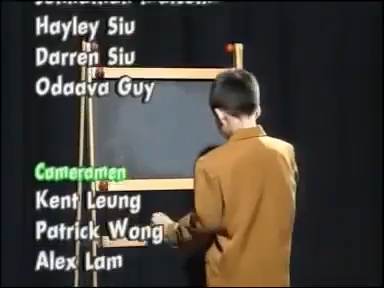 Hayley Siu
Darren Siu
Odaava Guy
Cameramen
Kent Leung
Patrick Wong
Alex Lam